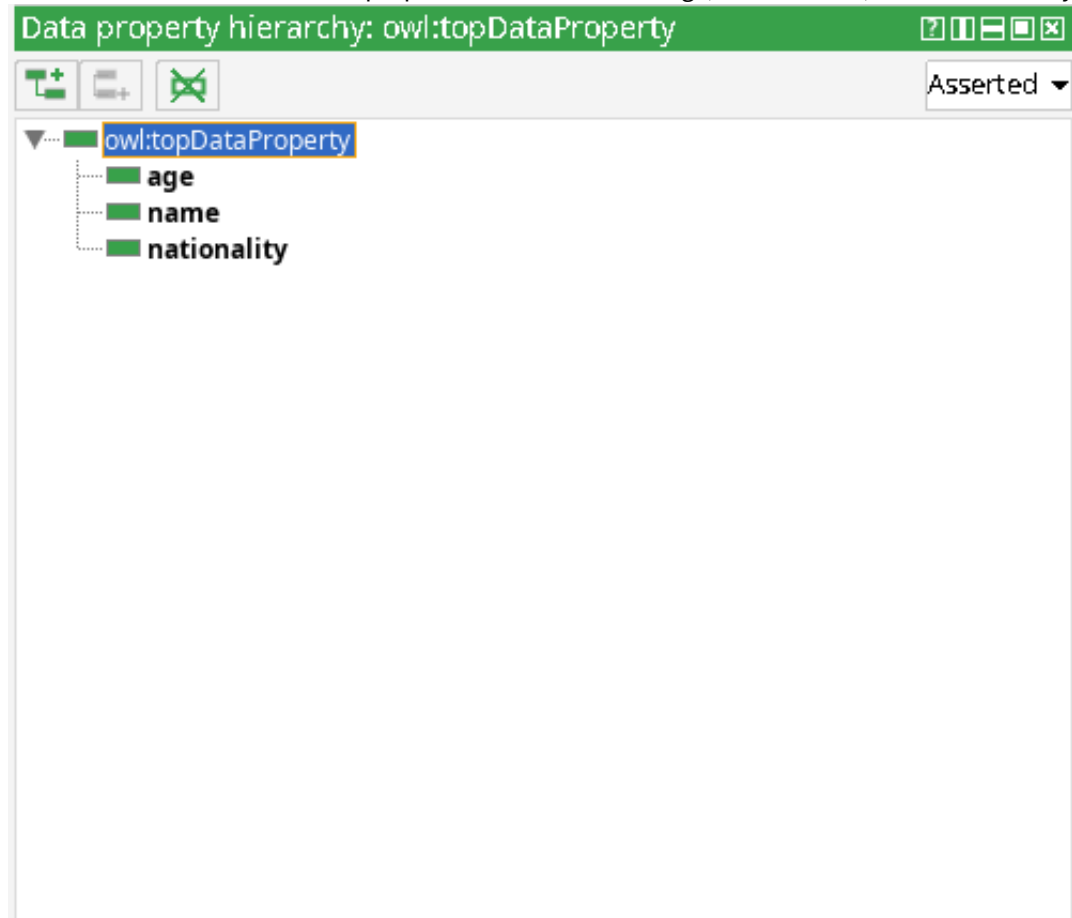 Data property hierarchy: owl:topDataProperty
Asserted
owl:topDataProperty
age
name
nationality